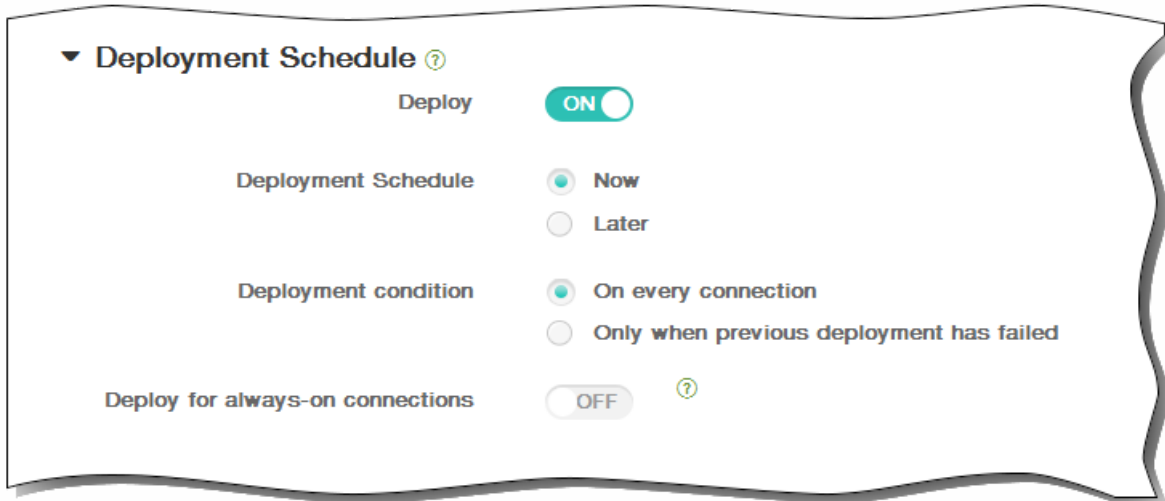 Deployment Schedule ?
Deploy ON
Deployment Schedule Now
Later
Deployment condition On every connection
Only when previous deployment has failed
Deploy for always-on connections OFF ?